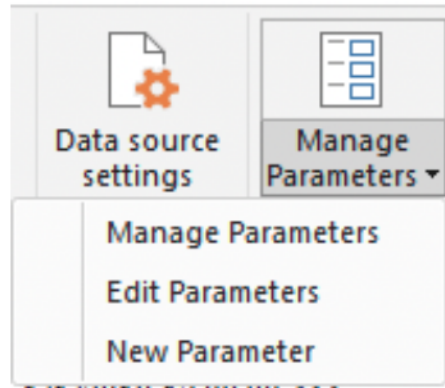 Data source
settings
Manage
Parameters
Manage Parameters
Edit Parameters
New Parameter